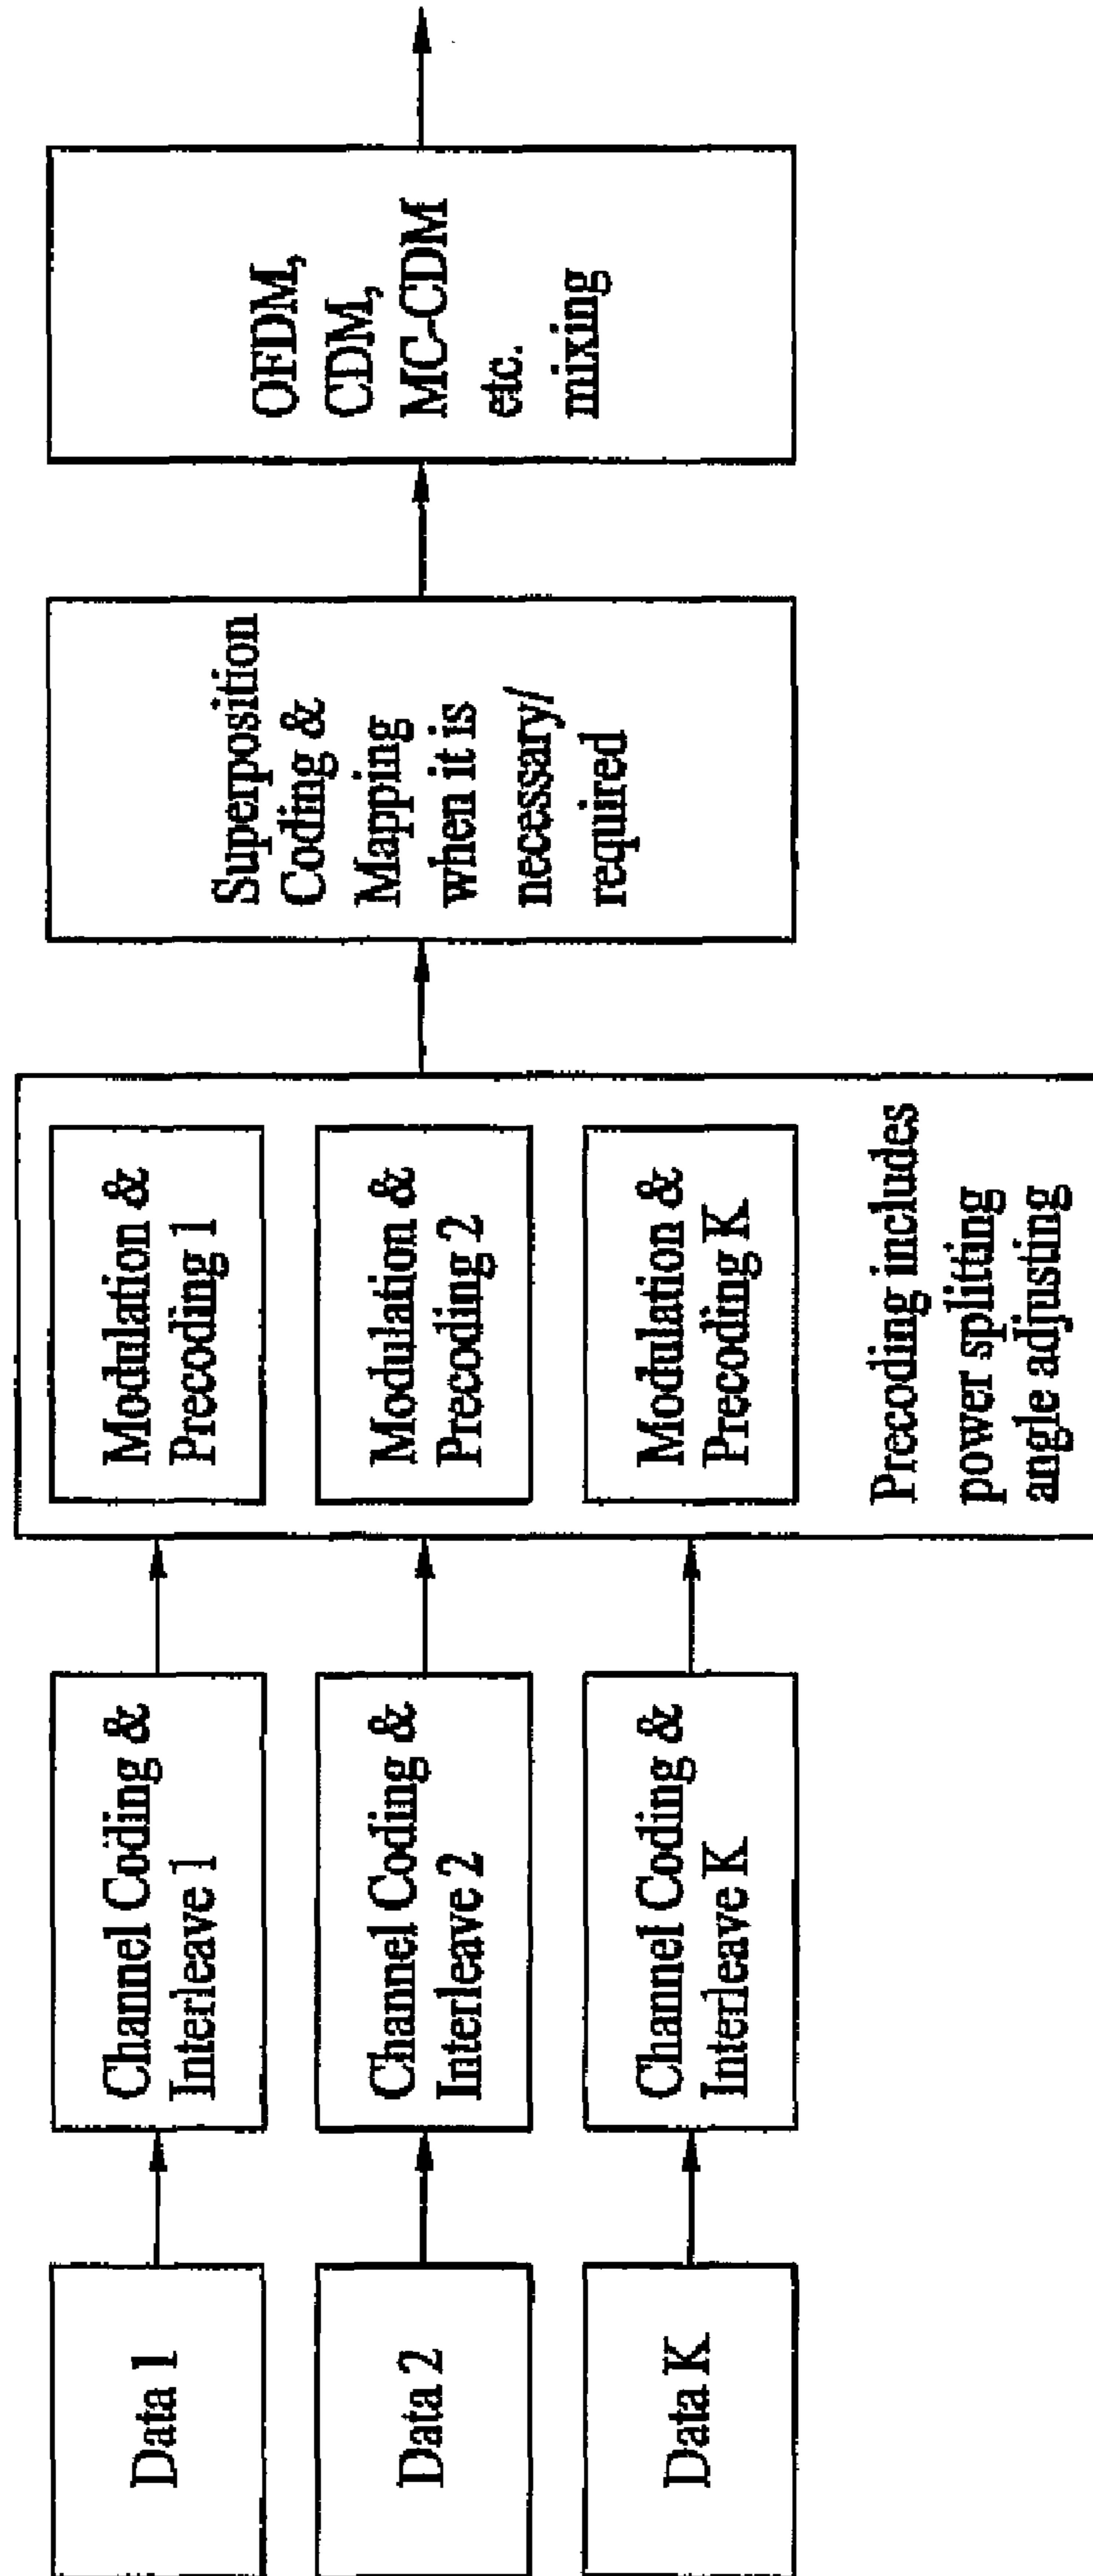 Data 1
Channel Coding &
Interleave 1
Modulation &
Precoding 1
Data 2
Channel Coding &
Interleave 2
Modulation &
Precoding 2
Data K
Channel Coding &
Interleave K
Modulation &
Precoding K
Precoding includes
power splitting
angle adjusting
Superposition
Coding &
Mapping
when it is
necessary/
required
OFDM,
CDM,
MC-CDM
etc.
mixing